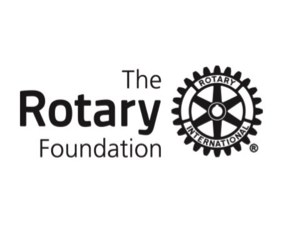 The
Rotary
Foundation
ROTARY
INTERNATIONAL
®